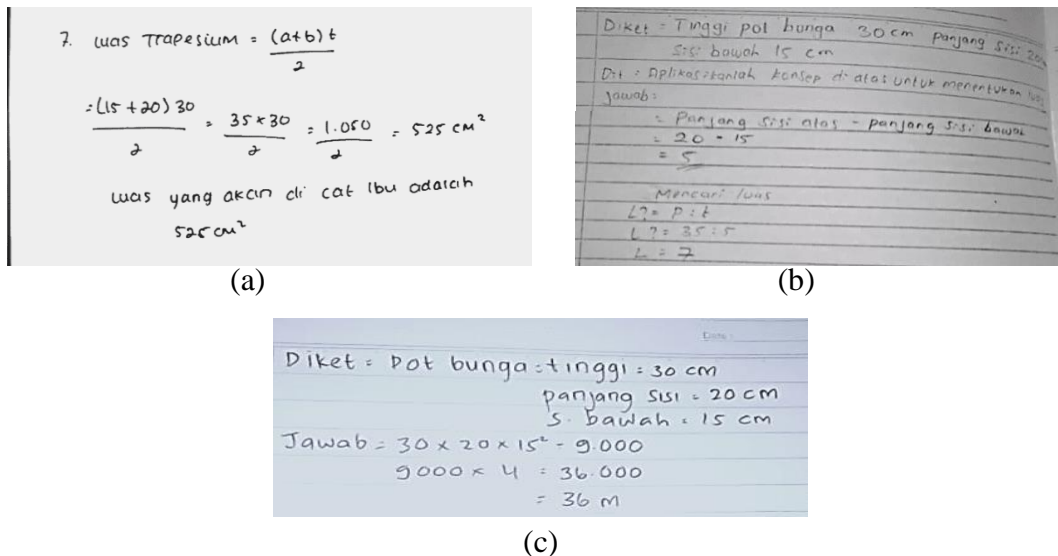 7. Luas Trapesium = (a+b) t
2
= (15 + 20) 30 = 35 × 30 = 1.050 = 525 cm²
2 2 2
Luas yang akan di cat Ibu adalah
525 cm²
(a)
Diket = Tinggi pot bunga 30 cm panjang sisi 20
sisi bawah 15 cm
Dit : Aplikasikanlah konsep di atas untuk menentukan luas
Jawab :
= Panjang sisi atas - panjang sisi bawah
= 20 - 15
= 5
Mencari luas
L? = P : t
L? = 35 : 5
L = 7
(b)
Date :
Diket = Pot bunga = tinggi = 30 cm
panjang sisi = 20 cm
s. bawah = 15 cm
Jawab = 30 × 20 × 15² - 9.000
9000 × 4 = 36.000
= 36 m
(c)